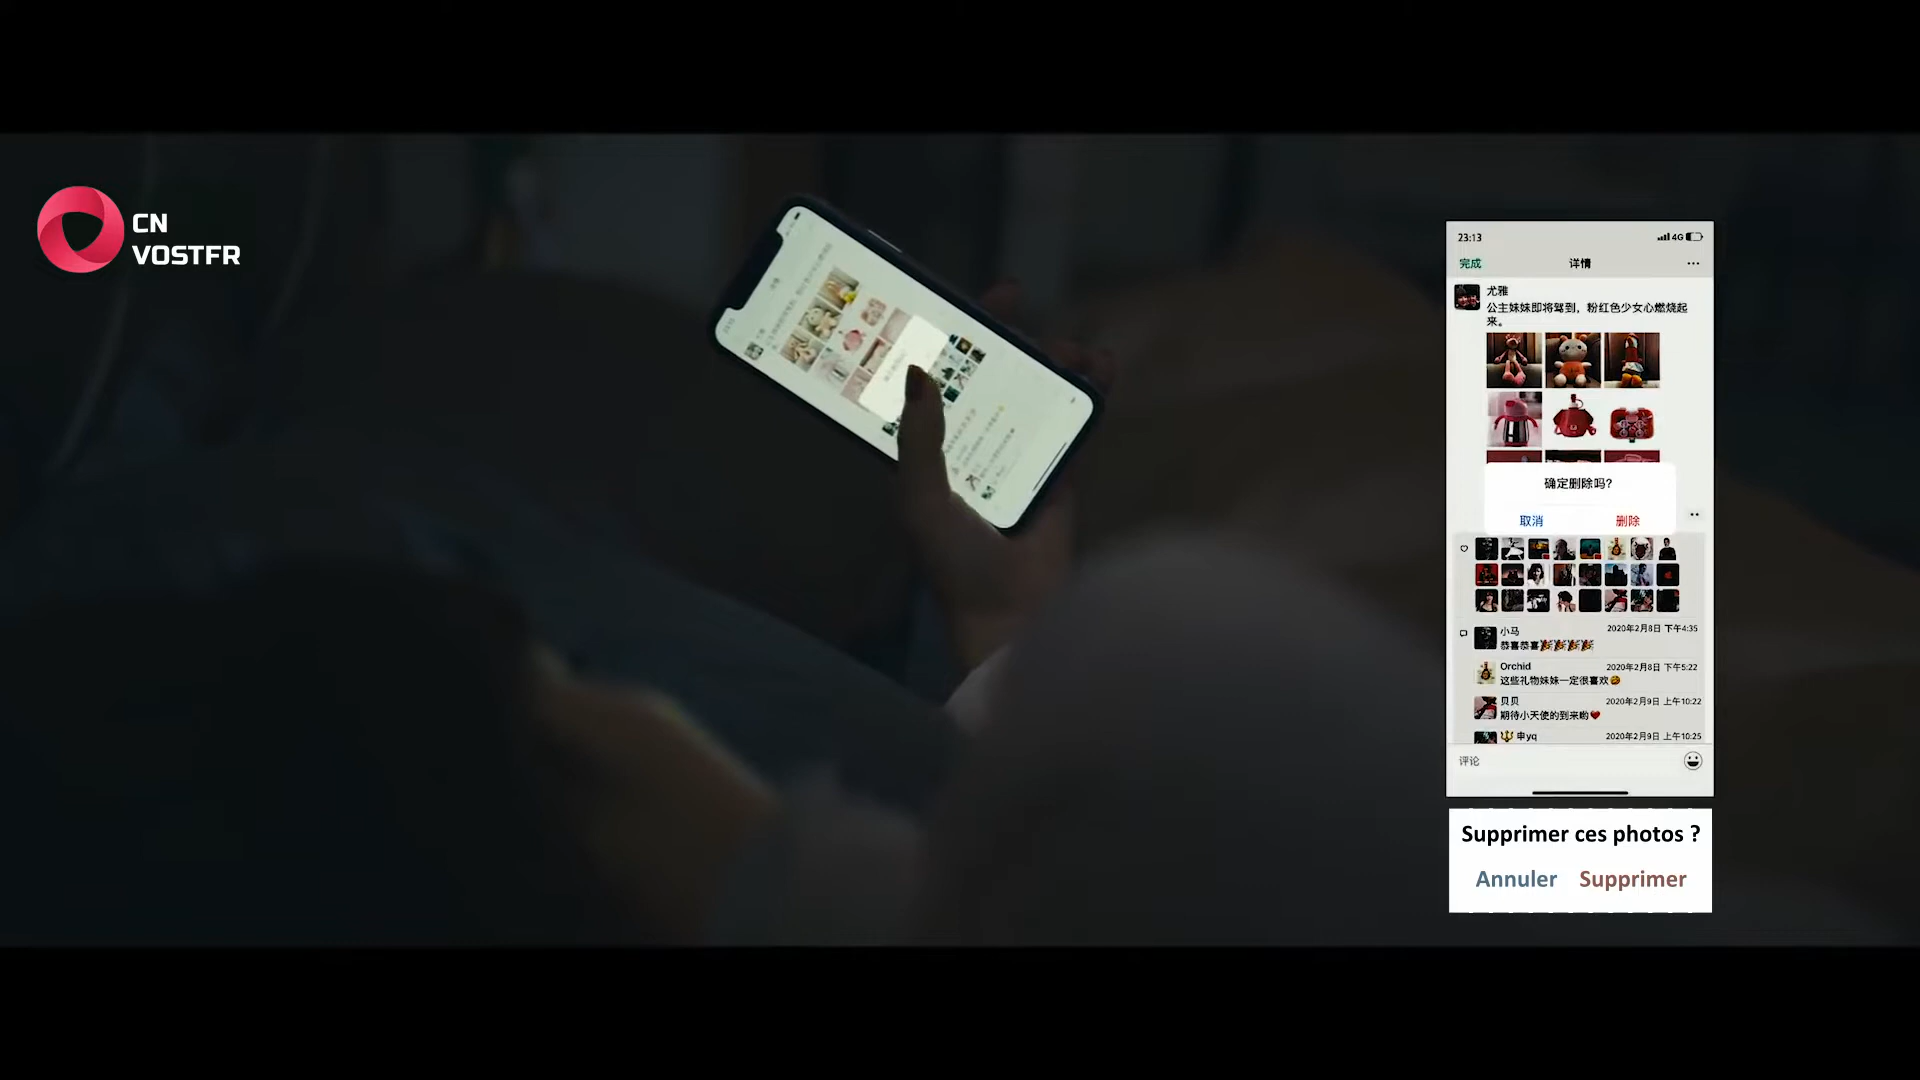 CN
VOSTFR
23:13
4G
完成
详情
尤雅
公主妹妹即将驾到，粉红色少女心燃烧起
来。
确定删除吗?
取消
删除
小马
2020年2月8日 下午4:35
恭喜恭喜
Orchid
2020年2月8日 下午5:22
这些礼物妹妹一定很喜欢
贝贝
2020年2月9日 上午10:22
期待小天使的到来哟
申yq
2020年2月9日 上午10:25
评论
Supprimer ces photos ?
Annuler Supprimer